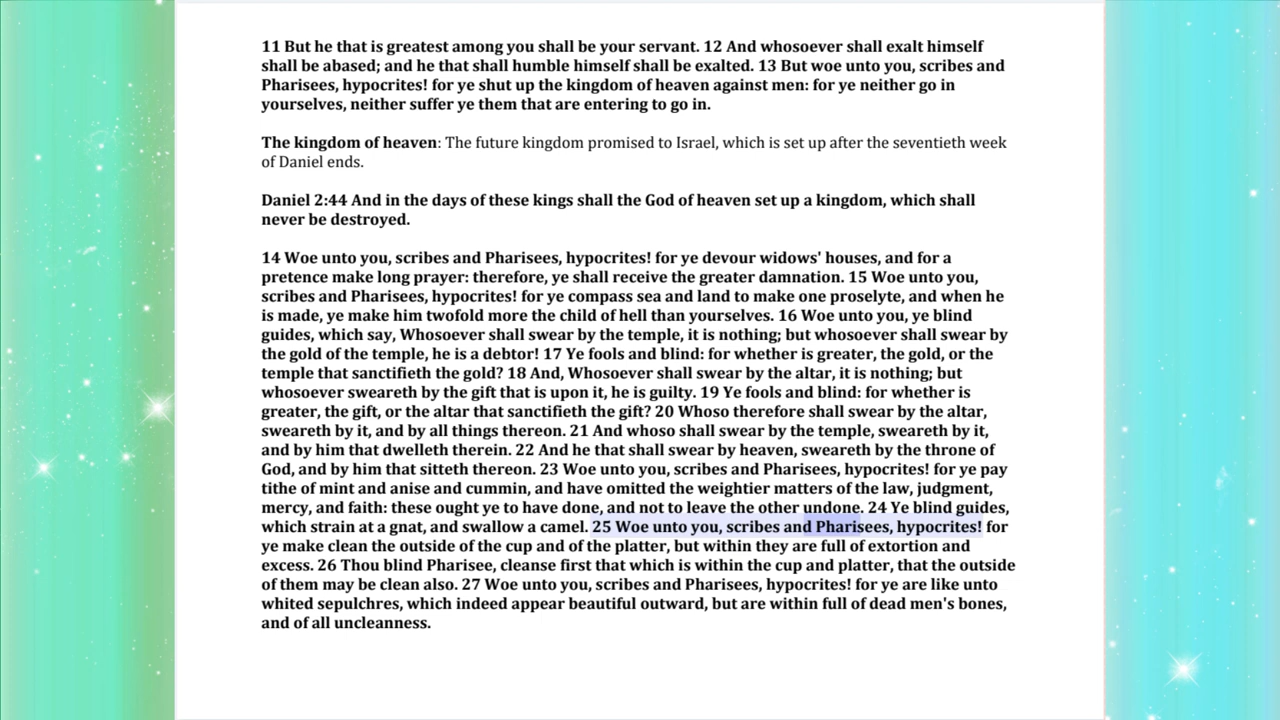 11 But he that is greatest among you shall be your servant. 12 And whosoever shall exalt himself
shall be abased; and he that shall humble himself shall be exalted. 13 But woe unto you, scribes and
Pharisees, hypocrites! for ye shut up the kingdom of heaven against men: for ye neither go in
yourselves, neither suffer ye them that are entering to go in.
The kingdom of heaven: The future kingdom promised to Israel, which is set up after the seventieth week
of Daniel ends.
Daniel 2:44 And in the days of these kings shall the God of heaven set up a kingdom, which shall
never be destroyed.
14 Woe unto you, scribes and Pharisees, hypocrites! for ye devour widows' houses, and for a
pretence make long prayer: therefore, ye shall receive the greater damnation. 15 Woe unto you,
scribes and Pharisees, hypocrites! for ye compass sea and land to make one proselyte, and when he
is made, ye make him twofold more the child of hell than yourselves. 16 Woe unto you, ye blind
guides, which say, Whosoever shall swear by the temple, it is nothing; but whosoever shall swear by
the gold of the temple, he is a debtor! 17 Ye fools and blind: for whether is greater, the gold, or the
temple that sanctifieth the gold? 18 And, Whosoever shall swear by the altar, it is nothing; but
whosoever sweareth by the gift that is upon it, he is guilty. 19 Ye fools and blind: for whether is
greater, the gift, or the altar that sanctifieth the gift? 20 Whoso therefore shall swear by the altar,
sweareth by it, and by all things thereon. 21 And whoso shall swear by the temple, sweareth by it,
and by him that dwelleth therein. 22 And he that shall swear by heaven, sweareth by the throne of
God, and by him that sitteth thereon. 23 Woe unto you, scribes and Pharisees, hypocrites! for ye pay
tithe of mint and anise and cummin, and have omitted the weightier matters of the law, judgment,
mercy, and faith: these ought ye to have done, and not to leave the other undone. 24 Ye blind guides,
which strain at a gnat, and swallow a camel. 25 Woe unto you, scribes and Pharisees, hypocrites! for
ye make clean the outside of the cup and of the platter, but within they are full of extortion and
excess. 26 Thou blind Pharisee, cleanse first that which is within the cup and platter, that the outside
of them may be clean also. 27 Woe unto you, scribes and Pharisees, hypocrites! for ye are like unto
whited sepulchres, which indeed appear beautiful outward, but are within full of dead men's bones,
and of all uncleanness.